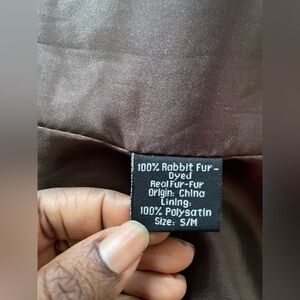 100% Rabbit Fur-
Dyed
RealFur-Fur
Origin: China
Lining:
100% Polysatin
Size: S/M